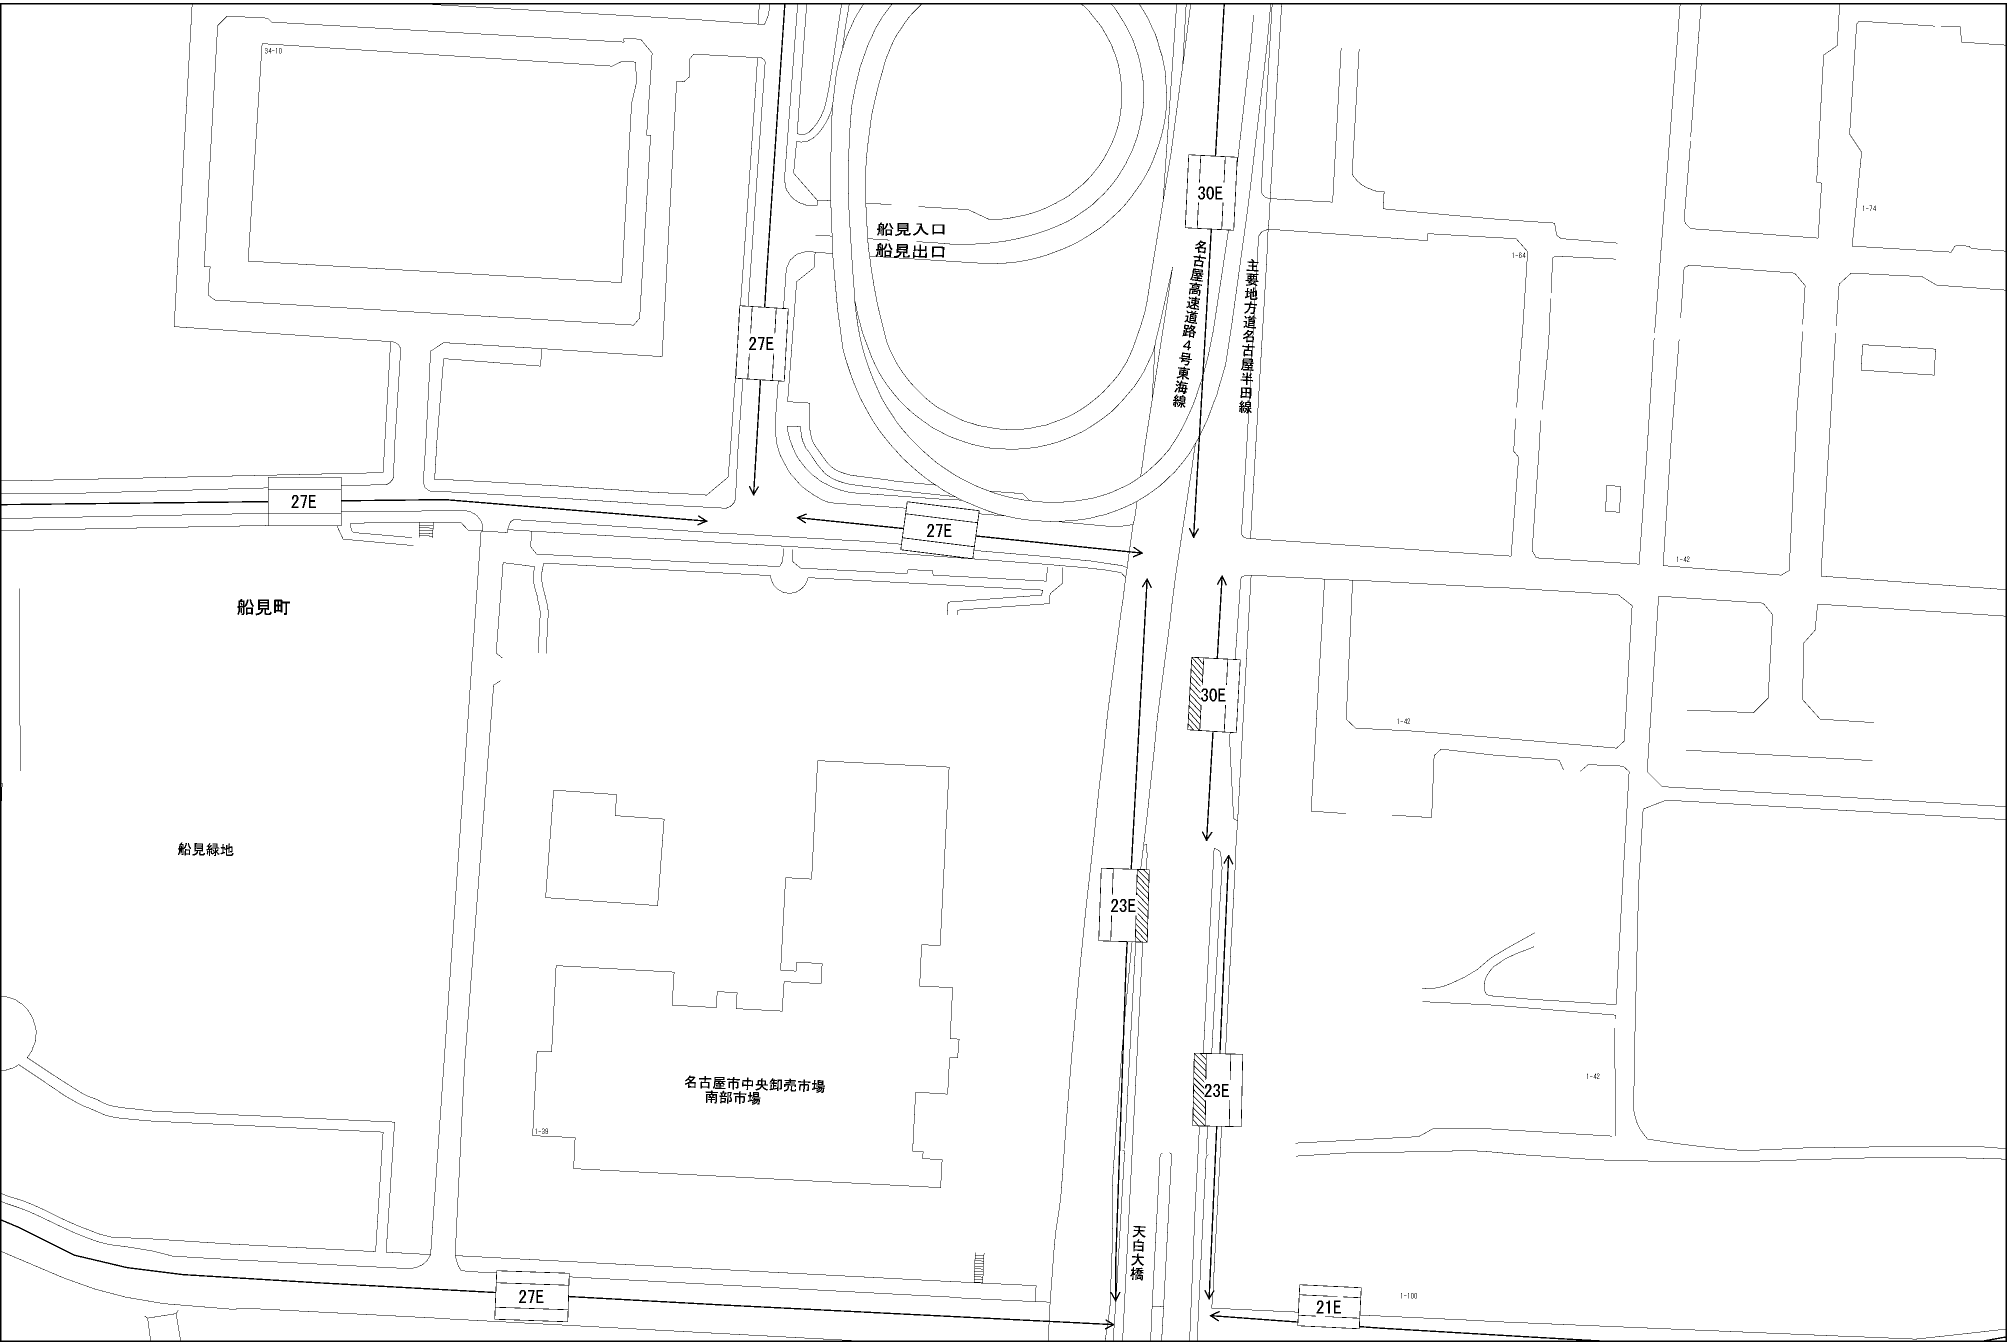 34-10
30E
1-74
船見入口
船見出口
名古屋高速道路4号東海線
主要地方道名古屋半田線
1-64
27E
27E
27E
1-42
船見町
30E
1-42
船見緑地
23E
1-42
名古屋市中央卸売市場
南部市場
23E
1-39
天白大橋
27E
1-100
21E